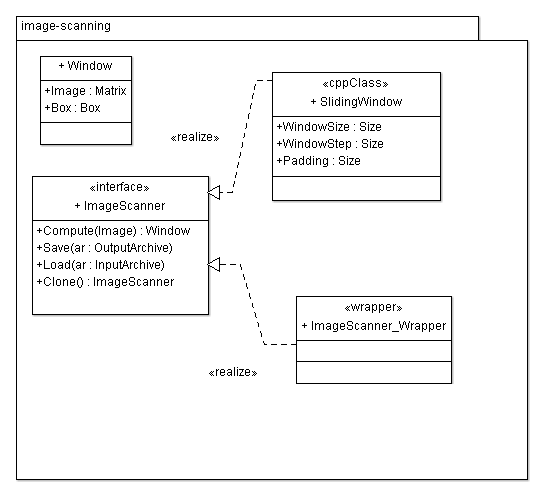 image-scanning
+ Window
+Image : Matrix
+Box : Box
«cppClass»
+ SlidingWindow
+WindowSize : Size
+WindowStep : Size
+Padding : Size
«realize»
«interface»
+ ImageScanner
+Compute(Image) : Window
+Save(ar : OutputArchive)
+Load(ar : InputArchive)
+Clone() : ImageScanner
«wrapper»
+ ImageScanner_Wrapper
«realize»